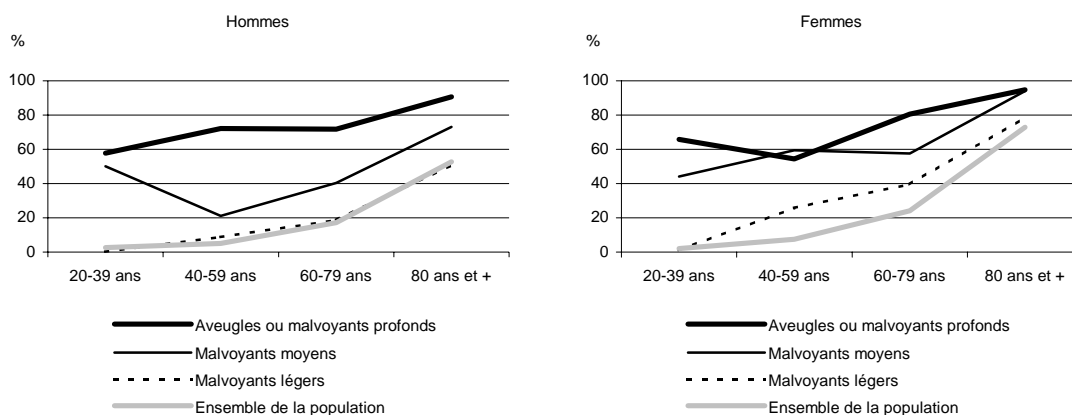 Hommes
%
100
80
60
40
20
0
20-39 ans 40-59 ans 60-79 ans 80 ans et +
Aveugles ou malvoyants profonds
Malvoyants moyens
Malvoyants légers
Ensemble de la population
Femmes
%
100
80
60
40
20
0
20-39 ans 40-59 ans 60-79 ans 80 ans et +
Aveugles ou malvoyants profonds
Malvoyants moyens
Malvoyants légers
Ensemble de la population